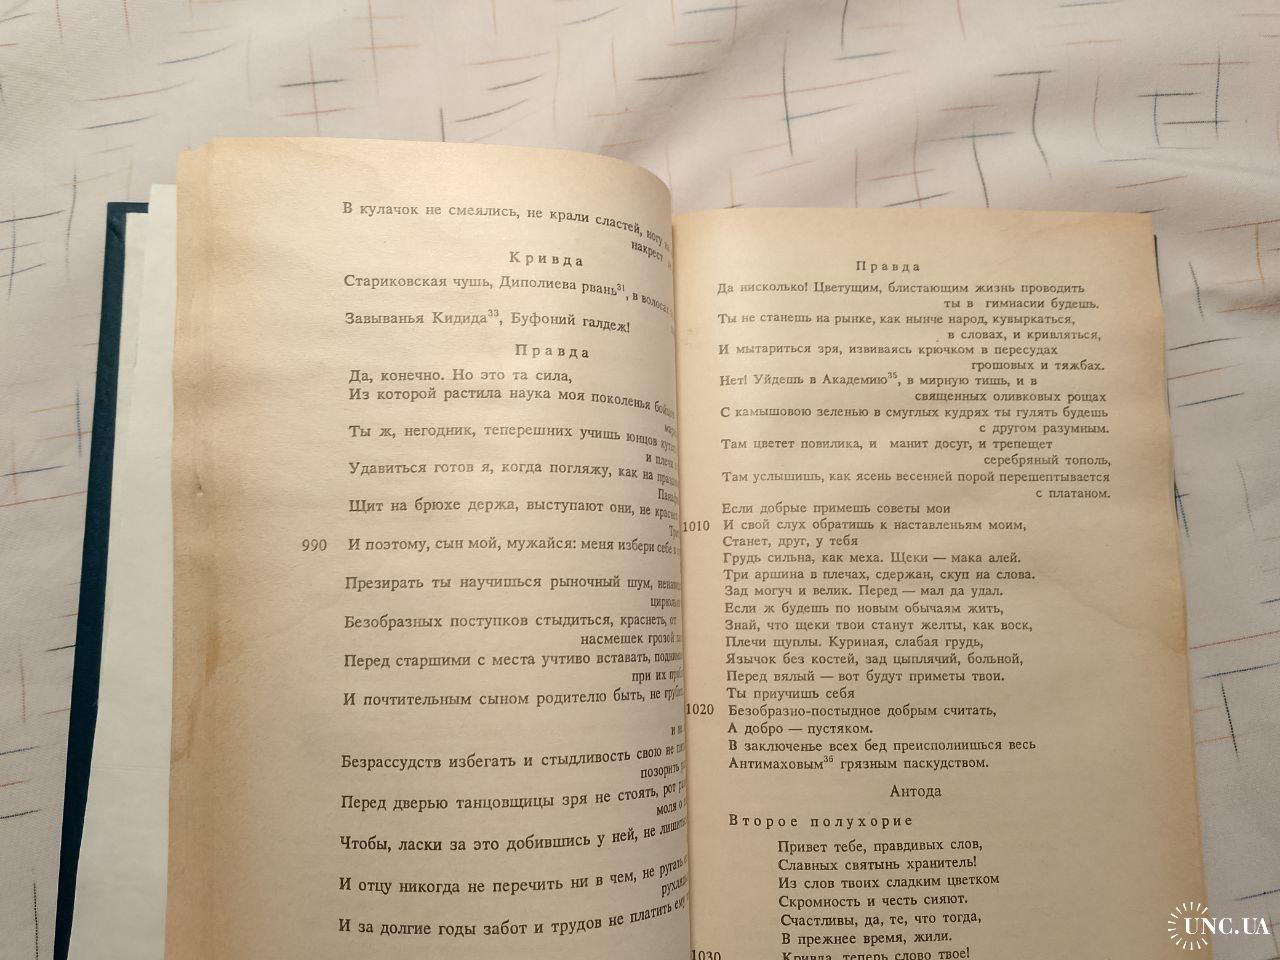 В кулачок не смеялись, не крали сластей, ногу на
накрест
Кривда
Стариковская чушь, Диполиева рвань³¹, в волосах
Завыванья Кидида³³, Буфоний галдеж!
Правда
Да, конечно. Но это та сила,
Из которой растила наука моя поколенья бойцов
Ты ж, негодник, теперешних учишь юнцов
и плечи
Удавиться готов я, когда погляжу, как на
Щит на брюхе держа, выступают они, не
990 И поэтому, сын мой, мужайся: меня избери себе в
Презирать ты научишься рыночный шум,
Безобразных поступков стыдиться, краснеть, от
насмешек грозой
Перед старшими с места учтиво вставать,
при их
И почтительным сыном родителю быть, не
и
Безрассудств избегать и стыдливость свою не
позорить
Перед дверью танцовщицы зря не стоять, рот
моля о
Чтобы, ласки за это добившись у ней, не лишиться
И отцу никогда не перечить ни в чем, не ругать
И за долгие годы забот и трудов не платить ему
Правда
Да нисколько! Цветущим, блистающим жизнь проводить
ты в гимнасии будешь.
Ты не станешь на рынке, как нынче народ, кувыркаться,
в словах, и кривляться,
И мытариться зря, извиваясь крючком в пересудах
грошовых и тяжбах.
Нет! Уйдешь в Академию³⁵, в мирную тишь, и в
священных оливковых рощах
С камышовою зеленью в смуглых кудрях ты гулять будешь
с другом разумным.
Там цветет повилика, и манит досуг, и трепещет
серебряный тополь,
Там услышишь, как ясень весенней порой перешептывается
с платаном.
Если добрые примешь советы мои
1010 И свой слух обратишь к наставленьям моим,
Станет, друг, у тебя
Грудь сильна, как меха. Щеки — мака алей.
Три аршина в плечах, сдержан, скуп на слова.
Зад могуч и велик. Перед — мал да удал.
Если ж будешь по новым обычаям жить,
Знай, что щеки твои станут желты, как воск,
Плечи щуплы. Куриная, слабая грудь,
Язычок без костей, зад цыплячий, больной,
Перед вялый — вот будут приметы твои.
Ты приучишь себя
1020 Безобразно-постыдное добрым считать,
А добро — пустяком.
В заключенье всех бед преисполнишься весь
Антимаховым³⁶ грязным паскудством.
Антода
Второе полухорие
Привет тебе, правдивых слов,
Славных святынь хранитель!
Из слов твоих сладким цветком
Скромность и честь сияют.
Счастливы, да, те, что тогда,
В прежнее время, жили.
1030 Кривда, теперь слово твое!
UNC.UA